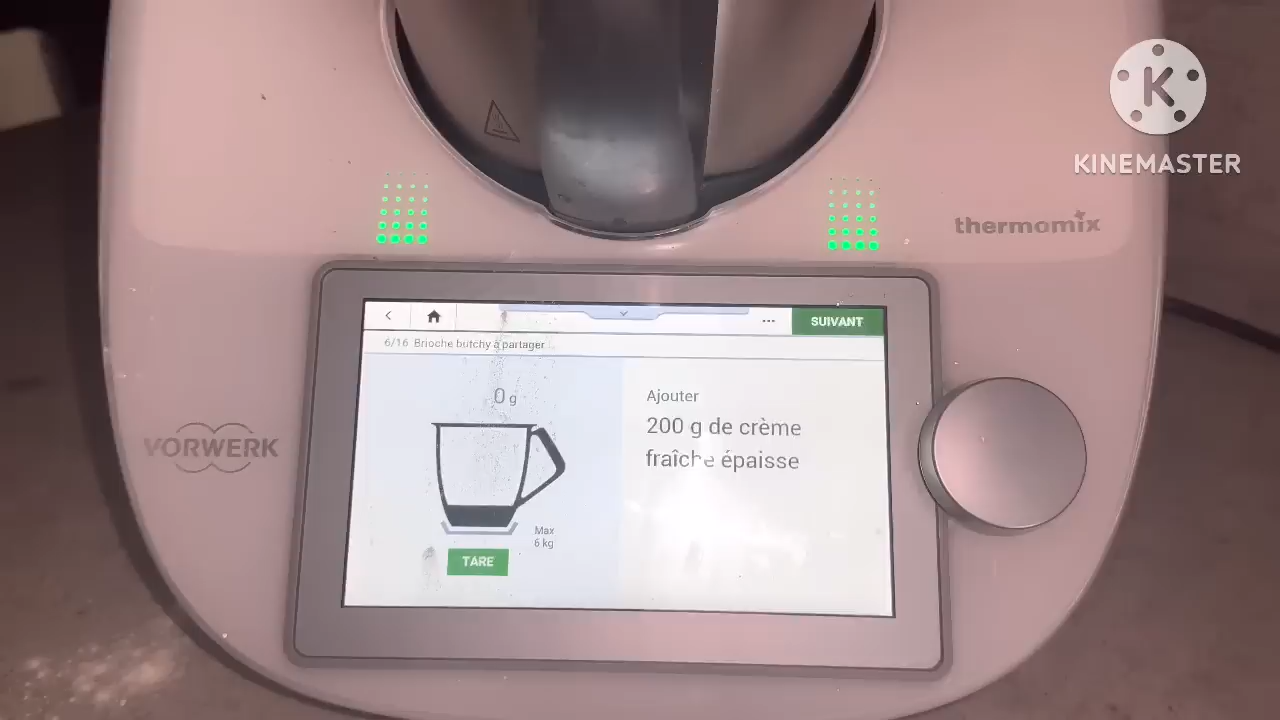 K
KINEMASTER
thermomix
SUIVANT
6/16 Brioche butchy à partager
0 g
Ajouter
200 g de crème
fraîche épaisse
VORWERK
Max
6 kg
TARE